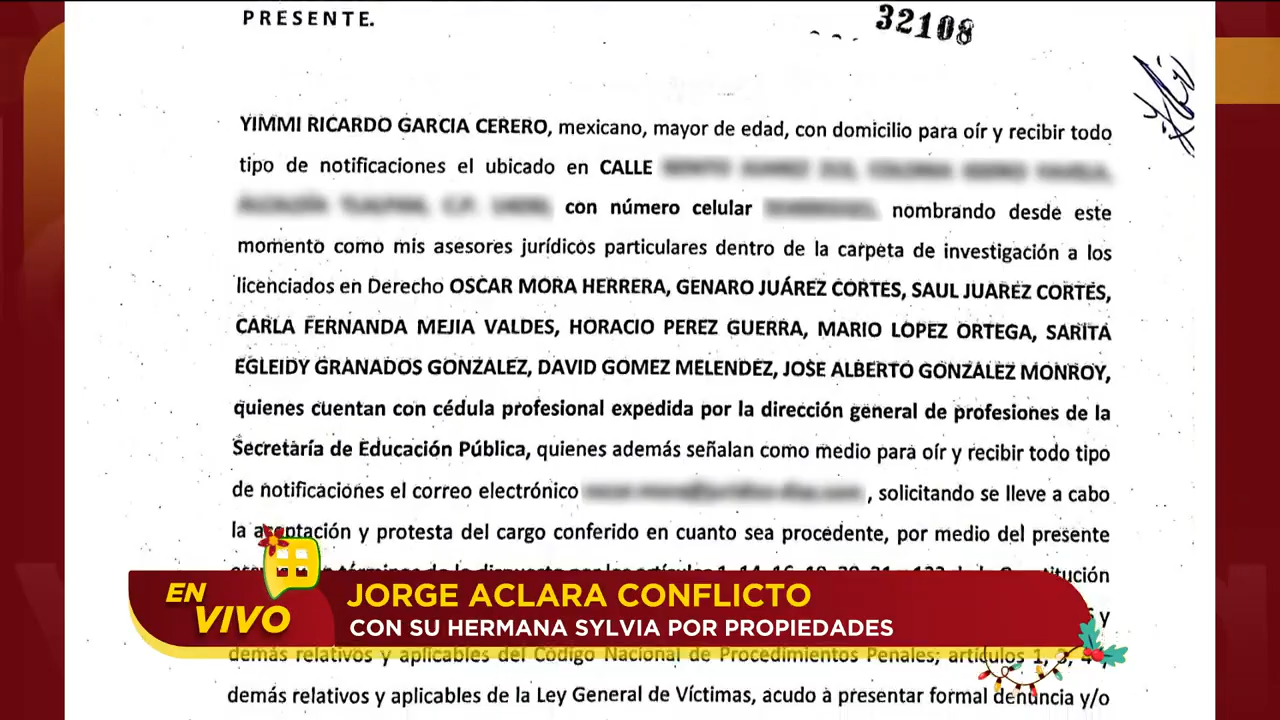 PRESENTE.
32108
YIMMI RICARDO GARCIA CERERO, mexicano, mayor de edad, con domicilio para oír y recibir todo
tipo de notificaciones el ubicado en CALLE
con número celular nombrando desde este
momento como mis asesores jurídicos particulares dentro de la carpeta de investigación a los
licenciados en Derecho OSCAR MORA HERRERA, GENARO JUÁREZ CORTES, SAUL JUAREZ CORTÉS,
CARLA FERNANDA MEJIA VALDES, HORACIO PEREZ GUERRA, MARIO LOPEZ ORTEGA, SARITA
EGLEIDY GRANADOS GONZALEZ, DAVID GOMEZ MELENDEZ, JOSE ALBERTO GONZÁLEZ MONROY,
quienes cuentan con cédula profesional expedida por la dirección general de profesiones de la
Secretaría de Educación Pública, quienes además señalan como medio para oír y recibir todo tipo
de notificaciones el correo electrónico , solicitando se lleve a cabo
la aceptación y protesta del cargo conferido en cuanto sea procedente, por medio del presente
EN VIVO
JORGE ACLARA CONFLICTO
CON SU HERMANA SYLVIA POR PROPIEDADES
y
demás relativos y aplicables del Código Nacional de Procedimientos Penales; artículos 1, 3, 4
demás relativos y aplicables de la Ley General de Víctimas, acudo a presentar formal denuncia y/o